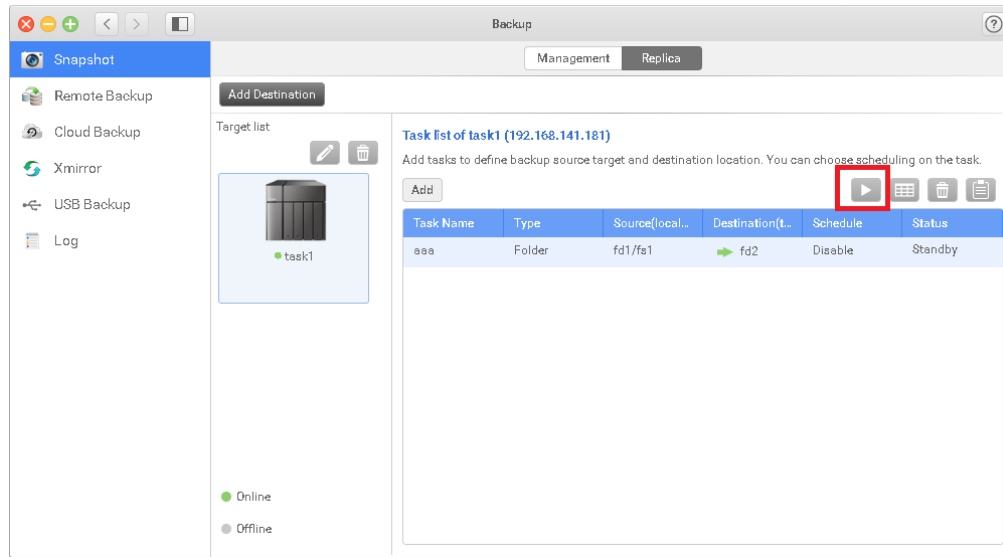 Backup
Snapshot
Remote Backup
Cloud Backup
Xmirror
USB Backup
Log
Management Replica
Add Destination
Target list
task1
Online
Offline
Task list of task1 (192.168.141.181)
Add tasks to define backup source target and destination location. You can choose scheduling on the task.
Add
Task Name Type Source(local... Destination(t... Schedule Status
aaa Folder fd1/fs1 fd2 Disable Standby